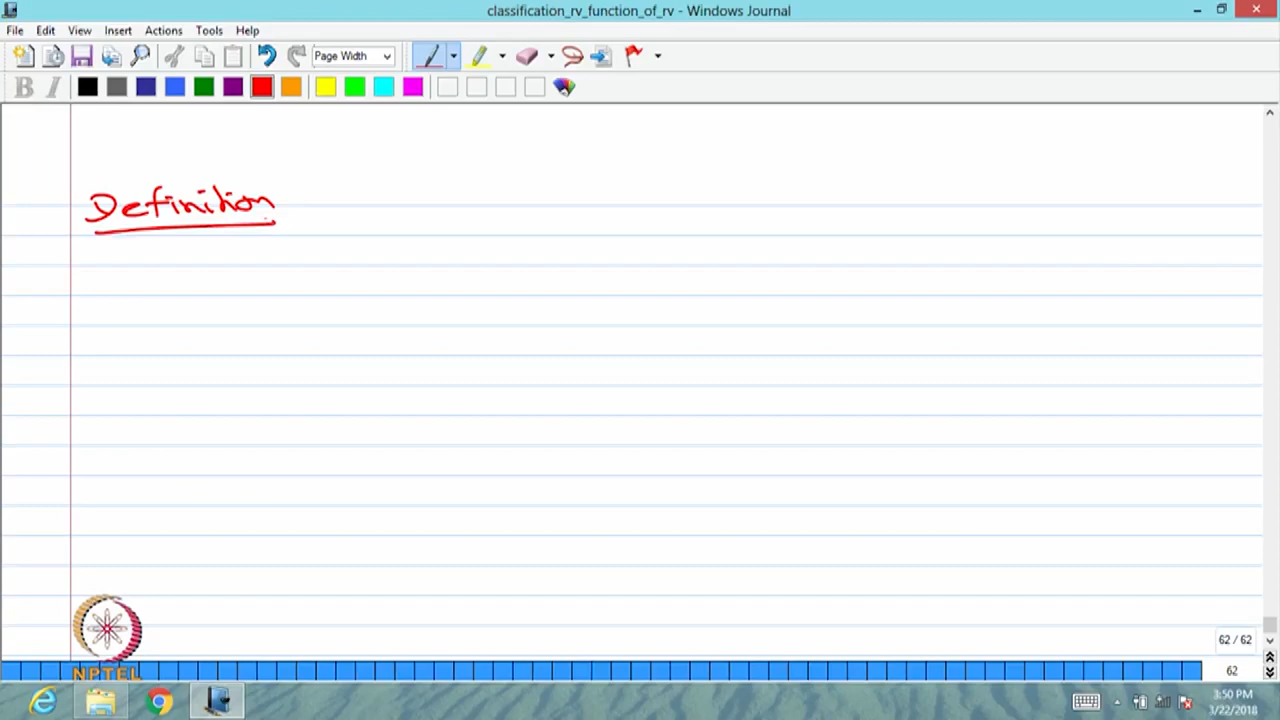 classification_rv_function_of_rv - Windows Journal
File Edit View Insert Actions Tools Help
Page Width
B I
Definition
62 / 62
NPTEL
62
3:50 PM
3/22/2018